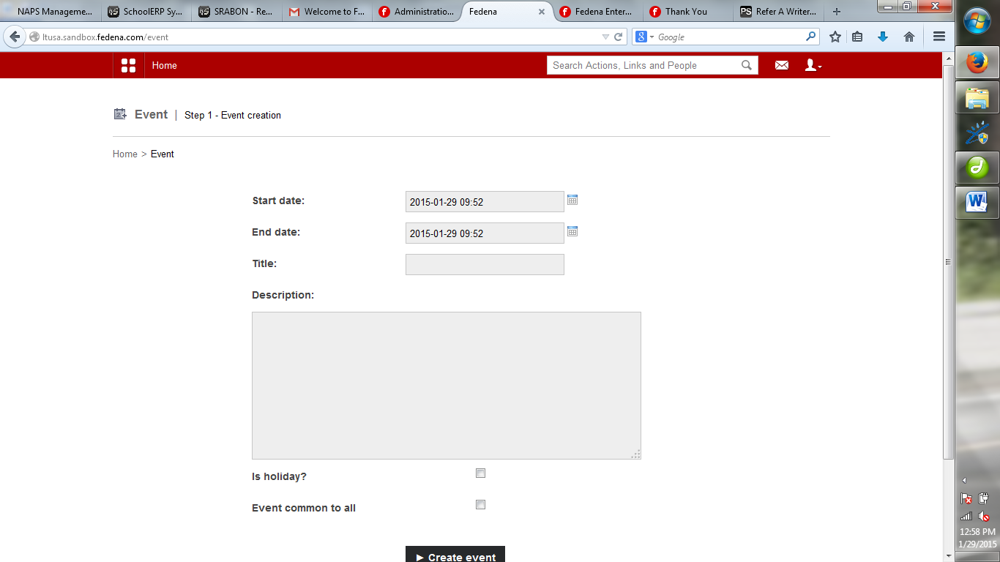 NAPS Manageme...
SchoolERP Sy...
SRABON - Re...
Welcome to F...
Administratio...
Fedena
Fedena Enter...
Thank You
PS Refer A Writer...
ltusa.sandbox.fedena.com/event
Google
Home
Search Actions, Links and People
Event | Step 1 - Event creation
Home > Event
Start date: 2015-01-29 09:52
End date: 2015-01-29 09:52
Title:
Description:
Is holiday?
Event common to all
Create event
12:58 PM
1/29/2015